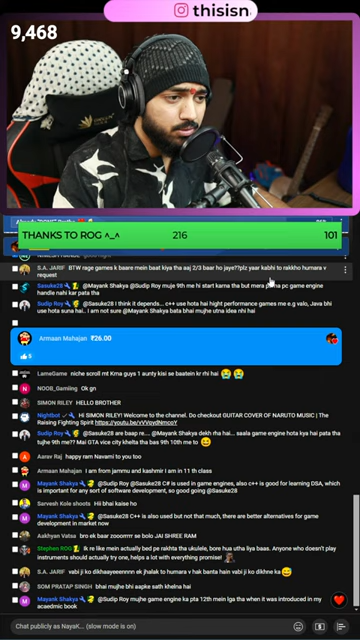 thisisn
9,468
THANKS TO ROG ^_^ 216 101
S.A. JARIF BTW rage games k baare mein beat kiya tha aaj 2/3 baar ho jaye??plz yaar kabhi to rakkho humara v
request
Sasuke28 @Mayank Shakya @Sudip Roy muje 9th me hi start karna tha but mera
pc game engine
handle nahi kar pata tha
Sudip Roy @Sasuke28 I think it depends... c++ use hota hai hight performance games me e.g valo, Java bhi
use hota suna hai... I am not sure @Mayank Shakya bata bhai mujhe utna idea nhi hai
Armaan Mahajan ₹26.00
5
LameGame niche scroll mt Krna guys 1 aunty kisi se baatein kr rhi hai 😭😭
NOOB_Gamiing Ok gn
SIMON RILEY HELLO BROTHER
Nightbot Hi SIMON RILEY! Welcome to the channel. Do checkout GUITAR COVER OF NARUTO MUSIC | The
Raising Fighting Spirit
Sudip Roy @Sasuke28 are baap re... @Mayank Shakya dekh rha hai... saala game engine hota kya hai pata tha
tujhe 9th me?? Mai GTA vice city khelta tha bas 9th 10th me to 😄
Aarav Raj happy ram Navami to you too
Armaan Mahajan I am from jammu and kashmir I am in 11 th class
Mayank Shakya @Sudip Roy @Sasuke28 C# is used in game engines, also c++ is good for learning DSA,
which is important for any sort of software development, so good going @Sasuke28
Sarvesh Kole shorts Hii bhai kaise ho
Mayank Shakya @Sasuke28 C++ is also used but not that much, there are better alternatives for game
development in market now
Aakhyan Vatsa bro ek baar zooorrrr se bolo JAI SHREE RAM
Stephen ROG Ik re like mein actually bed pa rakhta tha ukulele, bore hua utha liya baas. Anyone who doesn't play
instruments should actually try one, helps a lot with everything promise!
S.A. JARIF vabi ji ko dikhaayeeennnn ek jhalak to humara v hak banta hain vabi ji ko dikhne ka😄
SOM PRATAP SINGH bhai mujhe bhi aapke sath khelna hai
Mayank Shakya @Sudip Roy mujhe game engine ka pta 12th mein lga tha when it was introduced in my
acaedmic book
Chat publicly as Nayak... (slow mode is on)